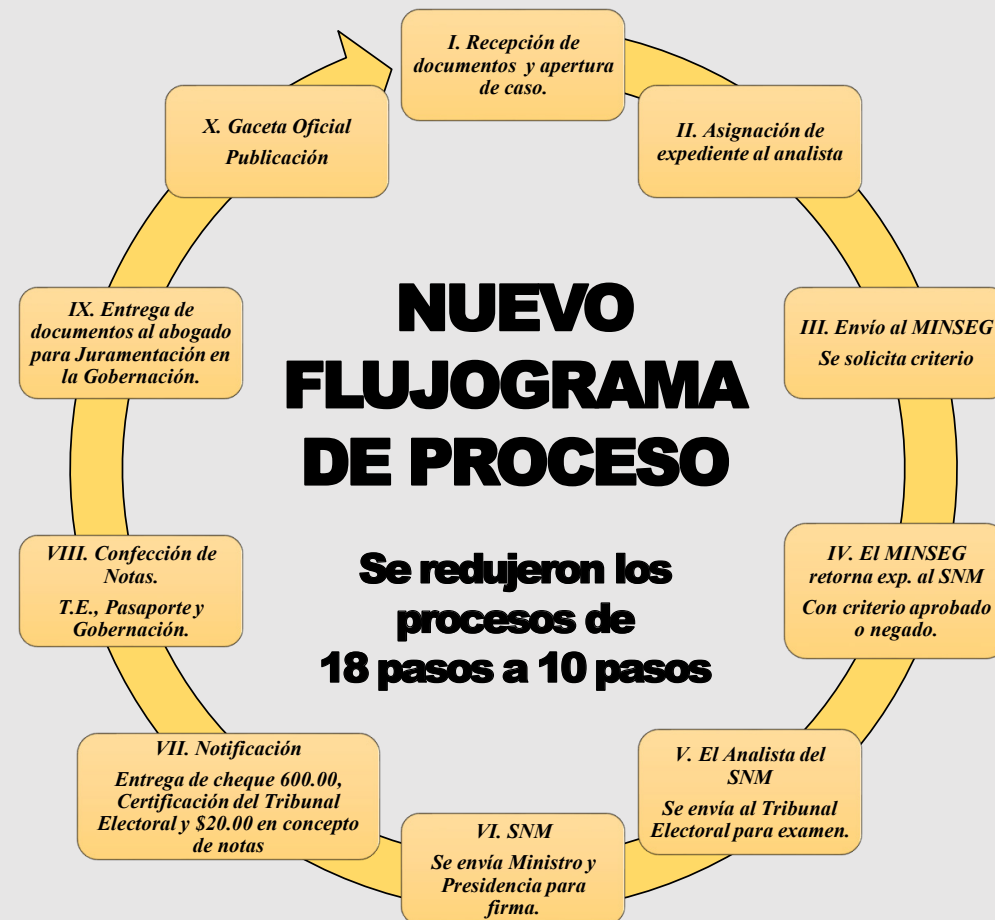 I. Recepción de
documentos y apertura
de caso.
II. Asignación de
expediente al analista
III. Envío al MINSEG
Se solicita criterio
IV. El MINSEG
retorna exp. al SNM
Con criterio aprobado
o negado.
V. El Analista del
SNM
Se envía al Tribunal
Electoral para examen.
VI. SNM
Se envía Ministro y
Presidencia para
firma.
VII. Notificación
Entrega de cheque 600.00,
Certificación del Tribunal
Electoral y $20.00 en concepto
de notas
VIII. Confección de
Notas.
T.E., Pasaporte y
Gobernación.
IX. Entrega de
documentos al abogado
para Juramentación en
la Gobernación.
X. Gaceta Oficial
Publicación
NUEVO
FLUJOGRAMA
DE PROCESO
Se redujeron los
procesos de
18 pasos a 10 pasos